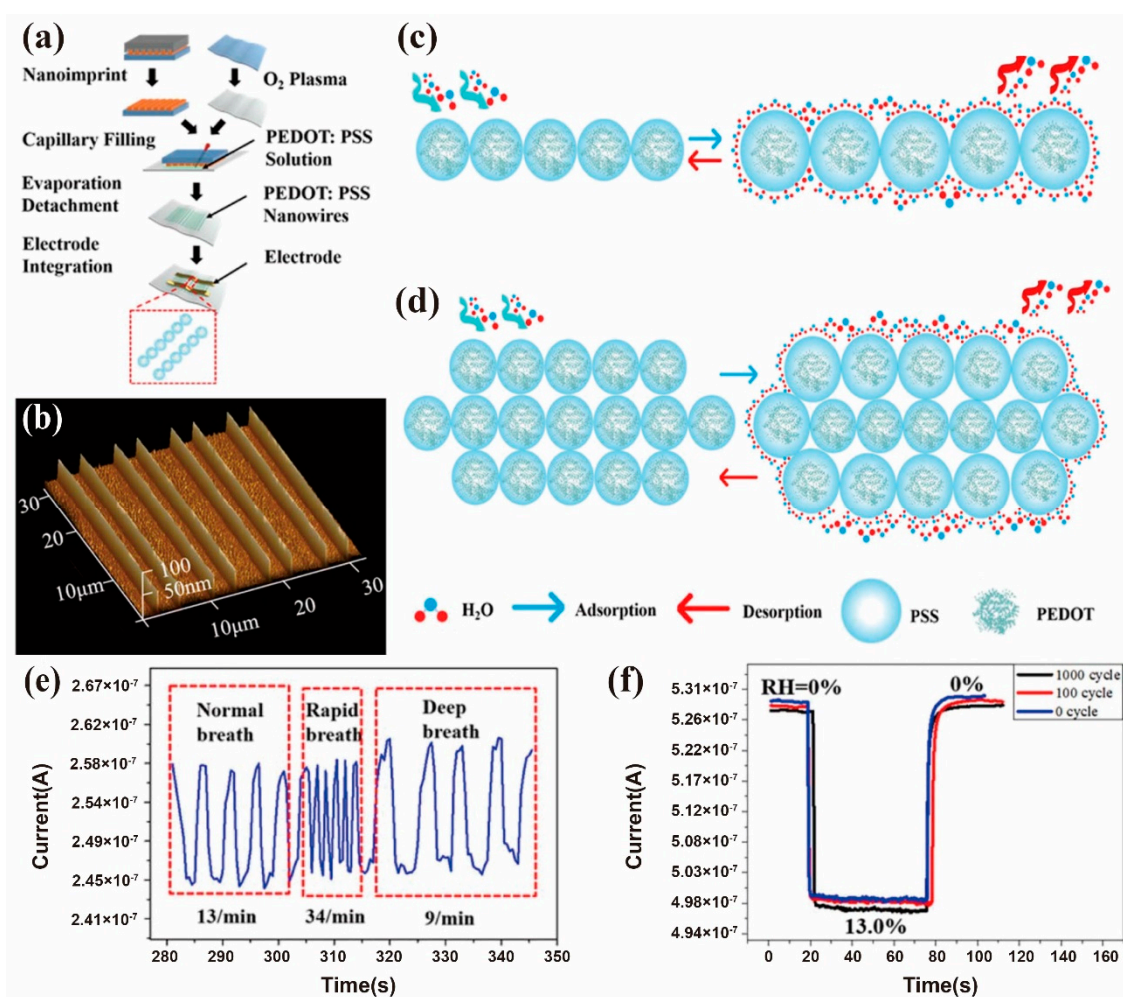 (a)
Nanoimprint
O₂ Plasma
Capillary Filling
PEDOT: PSS
Solution
Evaporation
Detachment
PEDOT: PSS
Nanowires
Electrode
Integration
Electrode
(b)
30
20
10μm
100
50nm
10μm
20
30
(c)
(d)
H₂O
Adsorption
Desorption
PSS
PEDOT
(e)
Current(A)
2.67×10⁻⁷
2.62×10⁻⁷
2.58×10⁻⁷
2.54×10⁻⁷
2.49×10⁻⁷
2.45×10⁻⁷
2.41×10⁻⁷
Normal
breath
Rapid
breath
Deep
breath
13/min
34/min
9/min
280 290 300 310 320 330 340 350
Time(s)
(f)
Current(A)
5.31×10⁻⁷
5.26×10⁻⁷
5.22×10⁻⁷
5.17×10⁻⁷
5.12×10⁻⁷
5.08×10⁻⁷
5.03×10⁻⁷
4.98×10⁻⁷
4.94×10⁻⁷
RH=0%
0%
1000 cycle
100 cycle
0 cycle
13.0%
0 20 40 60 80 100 120 140 160
Time(s)